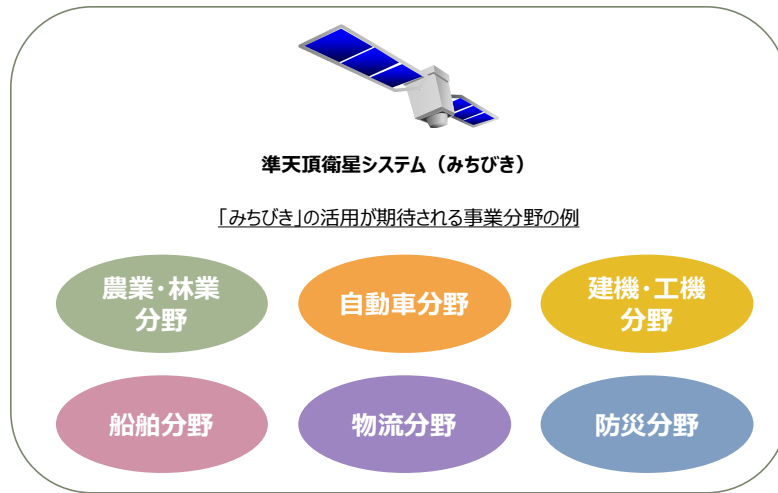 準天頂衛星システム（みちびき）
「みちびき」の活用が期待される事業分野の例
農業・林業
分野
自動車分野
建機・工機
分野
船舶分野
物流分野
防災分野